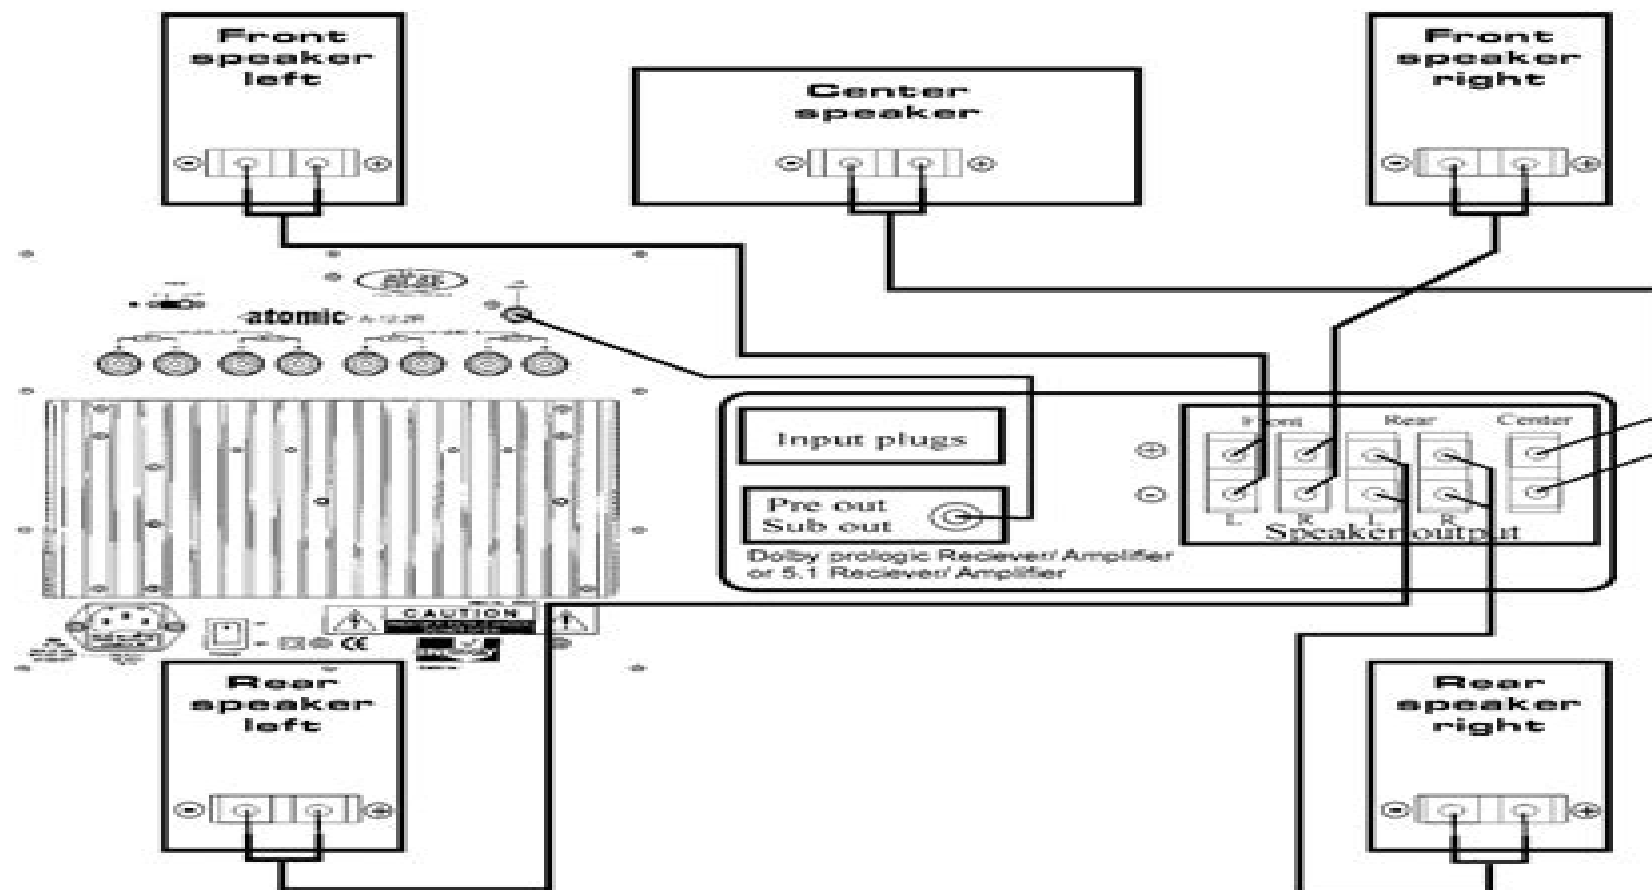 Front
speaker
left
Center
speaker
Front
speaker
right
atomic
Input plugs
Pre out
Sub out
Front
Rear
Center
L
R
L
R
Speaker output
Dolby prologic Reciever/Amplifier
or 5.1 Reciever/Amplifier
CAUTION
CE
Rear
speaker
left
Rear
speaker
right